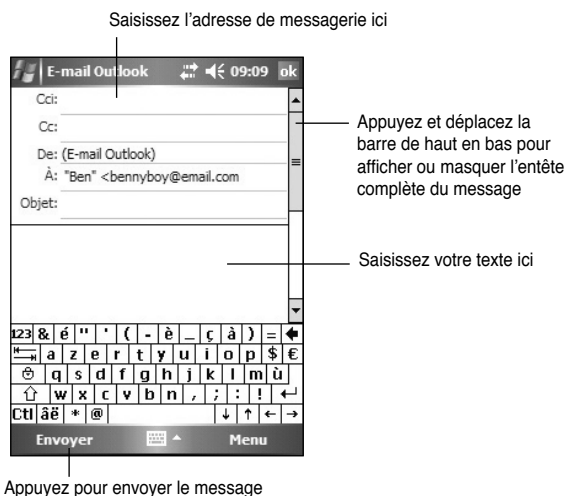 Saisissez l'adresse de messagerie ici
E-mail Outlook 09:09 ok
Cci:
Cc:
De: (E-mail Outlook)
À: "Ben" <bennyboy@email.com
Objet:
Appuyez et déplacez la
barre de haut en bas pour
afficher ou masquer l'entête
complète du message
Saisissez votre texte ici
123 & é " ' ( - è _ ç à ) =
a z e r t y u i o p $ €
q s d f g h j k l m ù
w x c v b n , ; : !
Ctl âë * @ ↓ ↑ ← →
Envoyer Menu
Appuyez pour envoyer le message